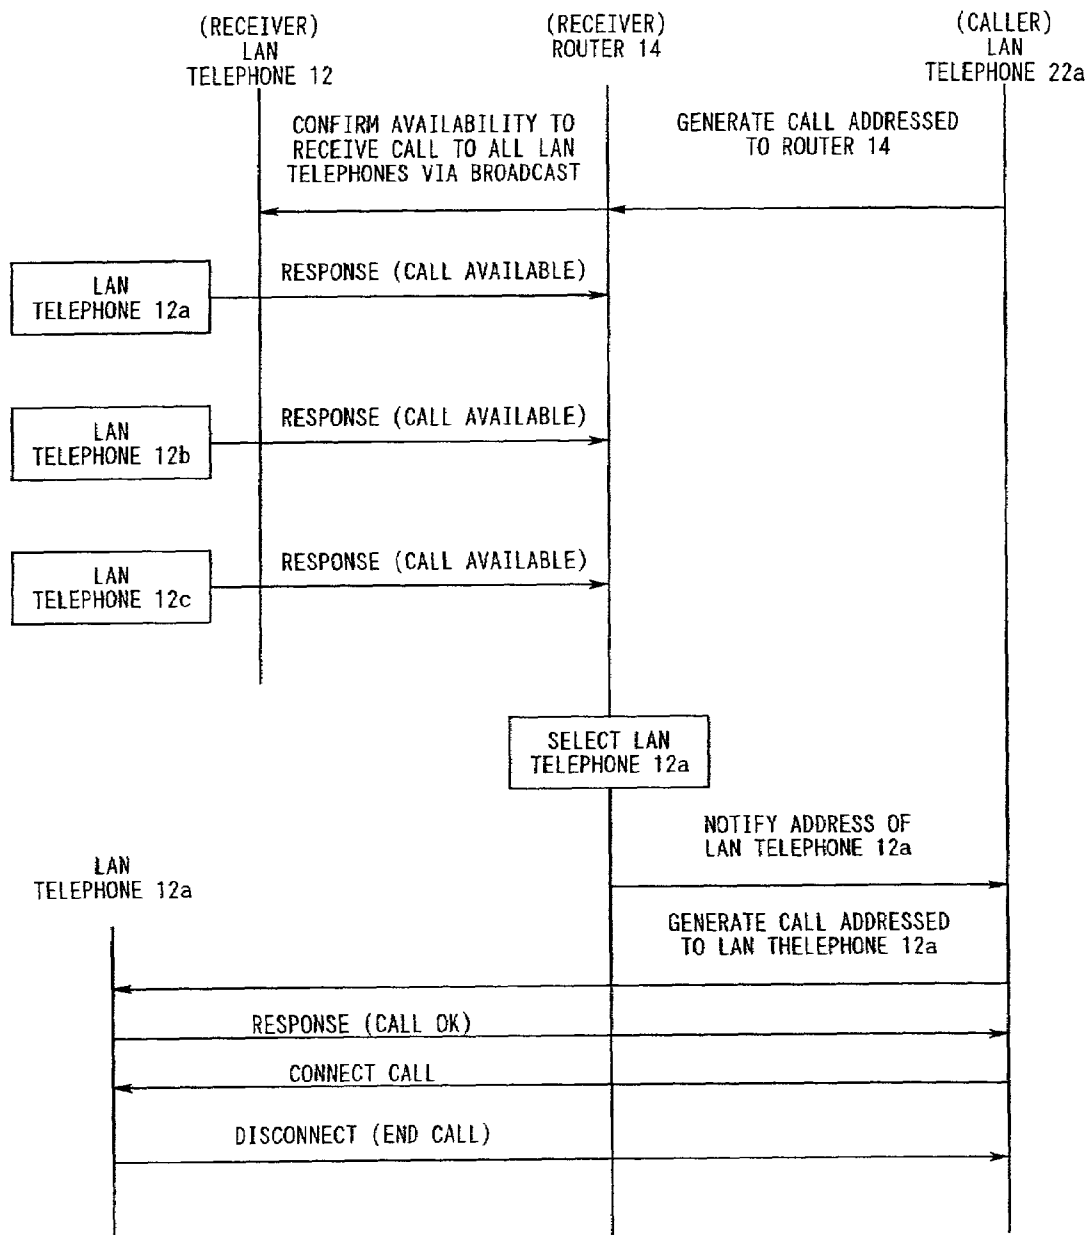 (RECEIVER)
LAN
TELEPHONE 12
(RECEIVER)
ROUTER 14
(CALLER)
LAN
TELEPHONE 22a
CONFIRM AVAILABILITY TO
RECEIVE CALL TO ALL LAN
TELEPHONES VIA BROADCAST
GENERATE CALL ADDRESSED
TO ROUTER 14
LAN
TELEPHONE 12a
RESPONSE (CALL AVAILABLE)
LAN
TELEPHONE 12b
RESPONSE (CALL AVAILABLE)
LAN
TELEPHONE 12c
RESPONSE (CALL AVAILABLE)
SELECT LAN
TELEPHONE 12a
NOTIFY ADDRESS OF
LAN TELEPHONE 12a
LAN
TELEPHONE 12a
GENERATE CALL ADDRESSED
TO LAN THELEPHONE 12a
RESPONSE (CALL OK)
CONNECT CALL
DISCONNECT (END CALL)